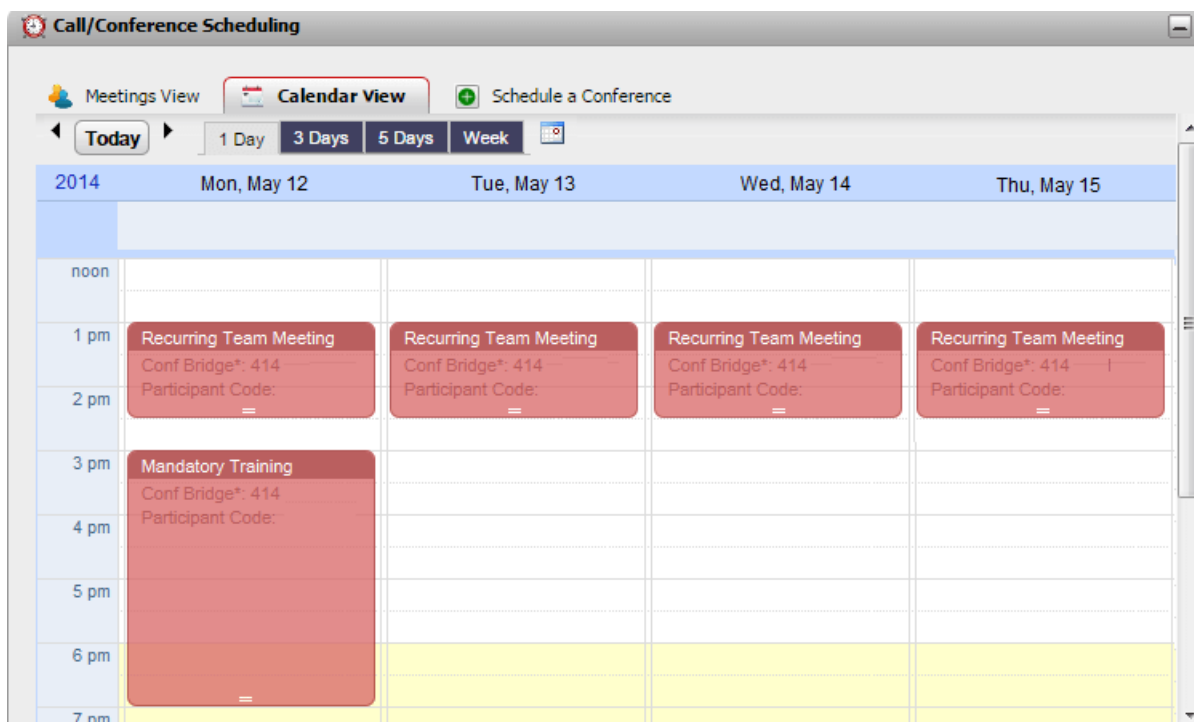 Call/Conference Scheduling
Meetings View Calendar View Schedule a Conference
Today 1 Day 3 Days 5 Days Week
2014 Mon, May 12 Tue, May 13 Wed, May 14 Thu, May 15
noon
1 pm Recurring Team Meeting Recurring Team Meeting Recurring Team Meeting Recurring Team Meeting
Conf Bridge*: 414 Conf Bridge*: 414 Conf Bridge*: 414 Conf Bridge*: 414
Participant Code: Participant Code: Participant Code: Participant Code:
2 pm
3 pm Mandatory Training
Conf Bridge*: 414
Participant Code:
4 pm
5 pm
6 pm
7 pm